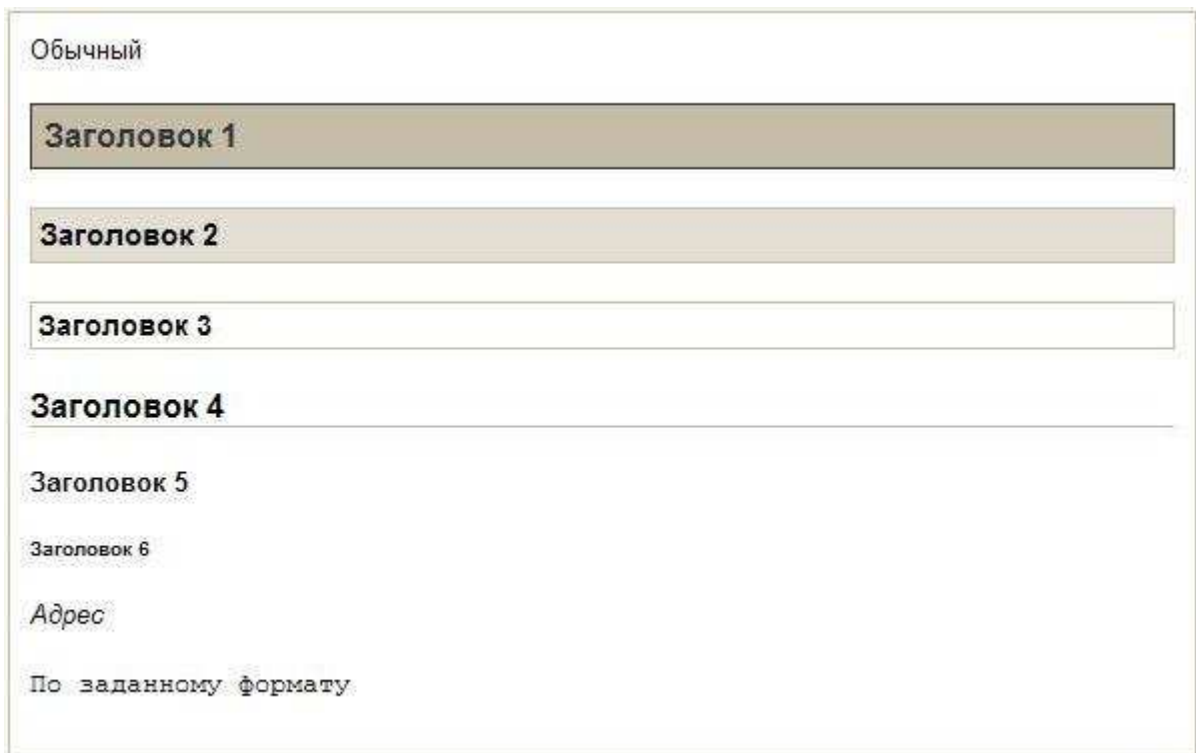 Обычный
Заголовок 1
Заголовок 2
Заголовок 3
Заголовок 4
Заголовок 5
Заголовок 6
Адрес
По заданному формату